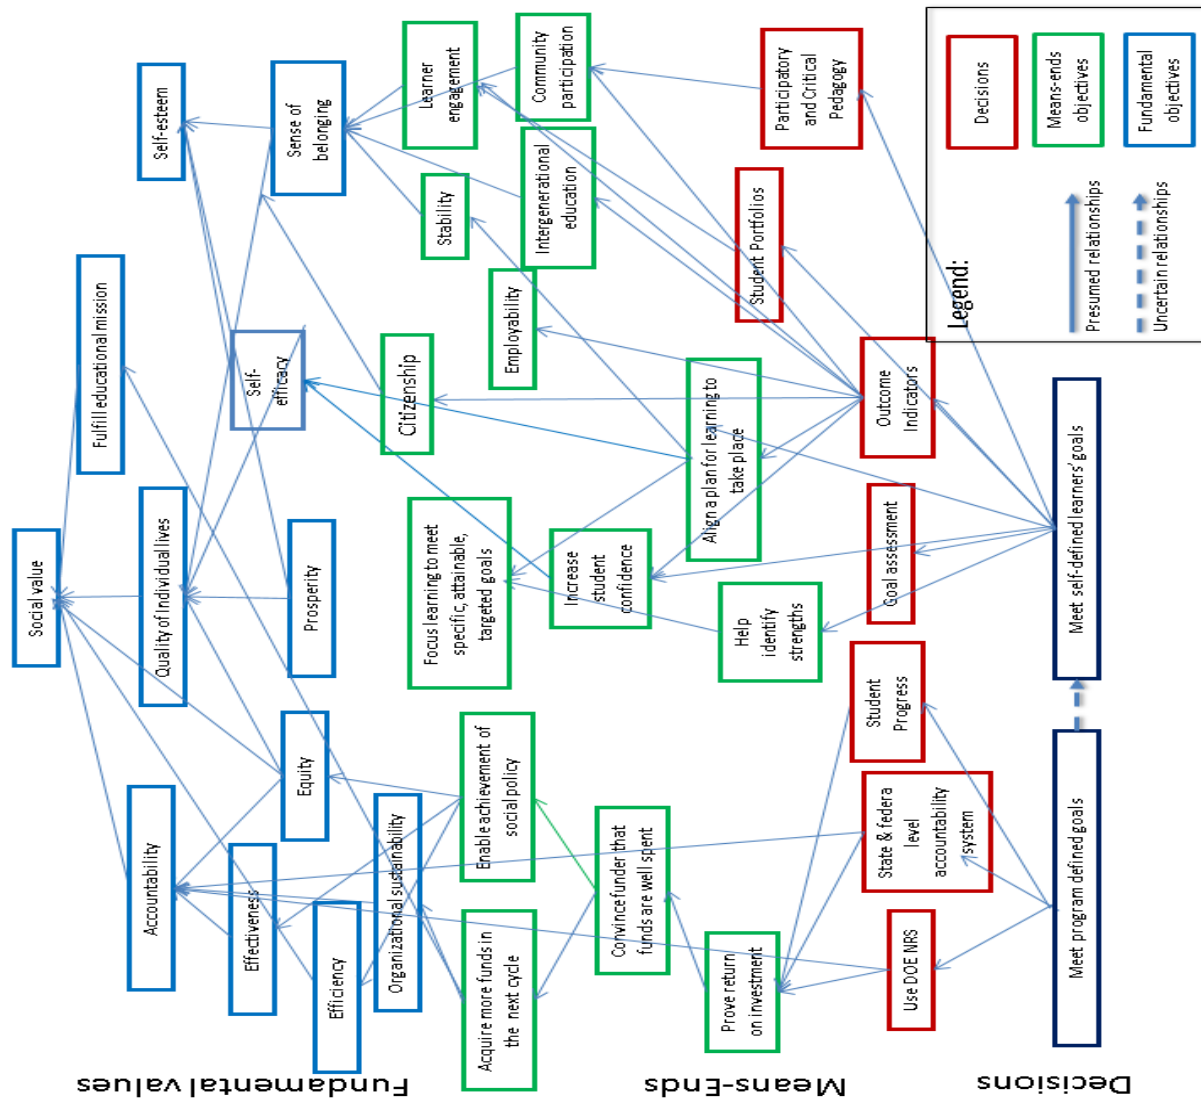 Social value
Fulfill educational mission
Self-esteem
Accountability
Quality of Individual lives
Sense of
belonging
Effectiveness
Equity
Prosperity
Self-
efficacy
Efficiency
Organizational sustainability
Fundamental values
Acquire more funds in
the next cycle
Enable achievement of
social policy
Focus learning to meet
specific, attainable,
targeted goals
Citizenship
Stability
Learner
engagement
Employability
Intergenerational
education
Community
participation
Convince funder that
funds are well spent
Increase
student
confidence
Prove return
on investment
Help
identify
strengths
Align a plan for learning to
take place
Means-Ends
Student Portfolios
Participatory
and Critical
Pedagogy
Use DOE NRS
State & federal
level
accountability
system
Student
Progress
Goal assessment
Outcome
Indicators
Meet program defined goals
Meet self-defined learners' goals
Decisions
Legend:
Presumed relationships
Uncertain relationships
Decisions
Means-ends
objectives
Fundamental
objectives